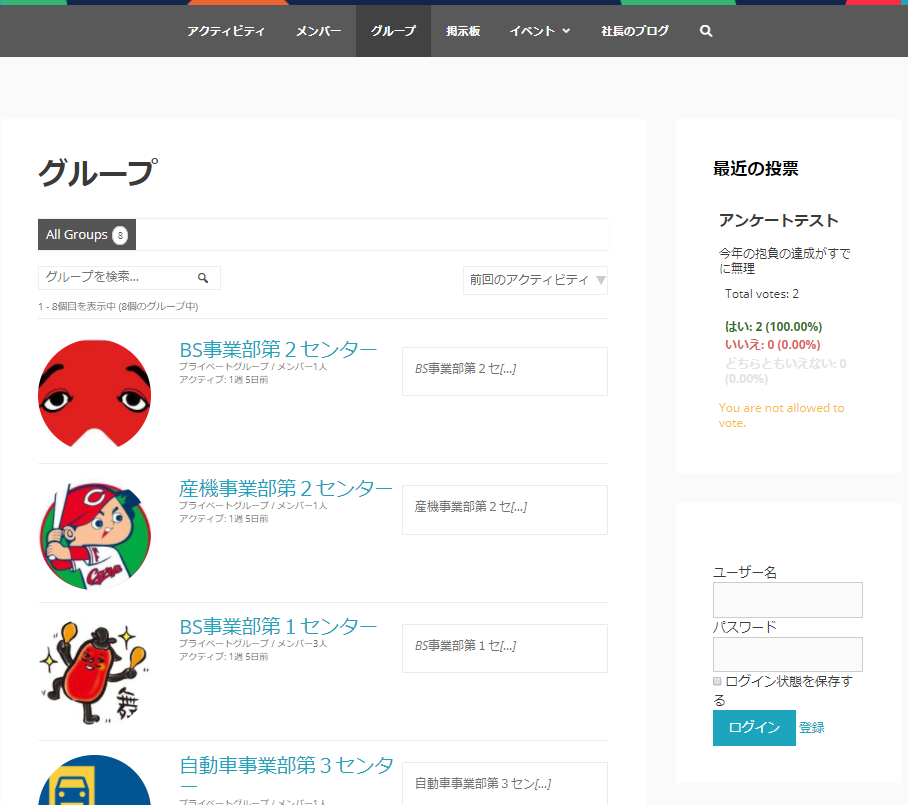 アクティビティ メンバー グループ 掲示板 イベント 社長のブログ
グループ
All Groups 8
グループを検索...
前回のアクティビティ
1 - 8個目を表示中 (8個のグループ中)
BS事業部第２センター
プライベートグループ / メンバー1人
アクティブ: 1週 5日前
BS事業部第２セ[...]
産機事業部第２センター
プライベートグループ / メンバー1人
アクティブ: 1週 5日前
産機事業部第２セ[...]
C
Carp
BS事業部第１センター
プライベートグループ / メンバー3人
アクティブ: 1週 5日前
BS事業部第１セ[...]
自動車事業部第３センタ
ー
プライベートグループ / メンバー1人
自動車事業部第３セン[...]
最近の投票
アンケートテスト
今年の抱負の達成がすで
に無理
Total votes: 2
はい: 2 (100.00%)
いいえ: 0 (0.00%)
どちらともいえない: 0
(0.00%)
You are not allowed to
vote.
ユーザー名
パスワード
ログイン状態を保存す
る
ログイン 登録